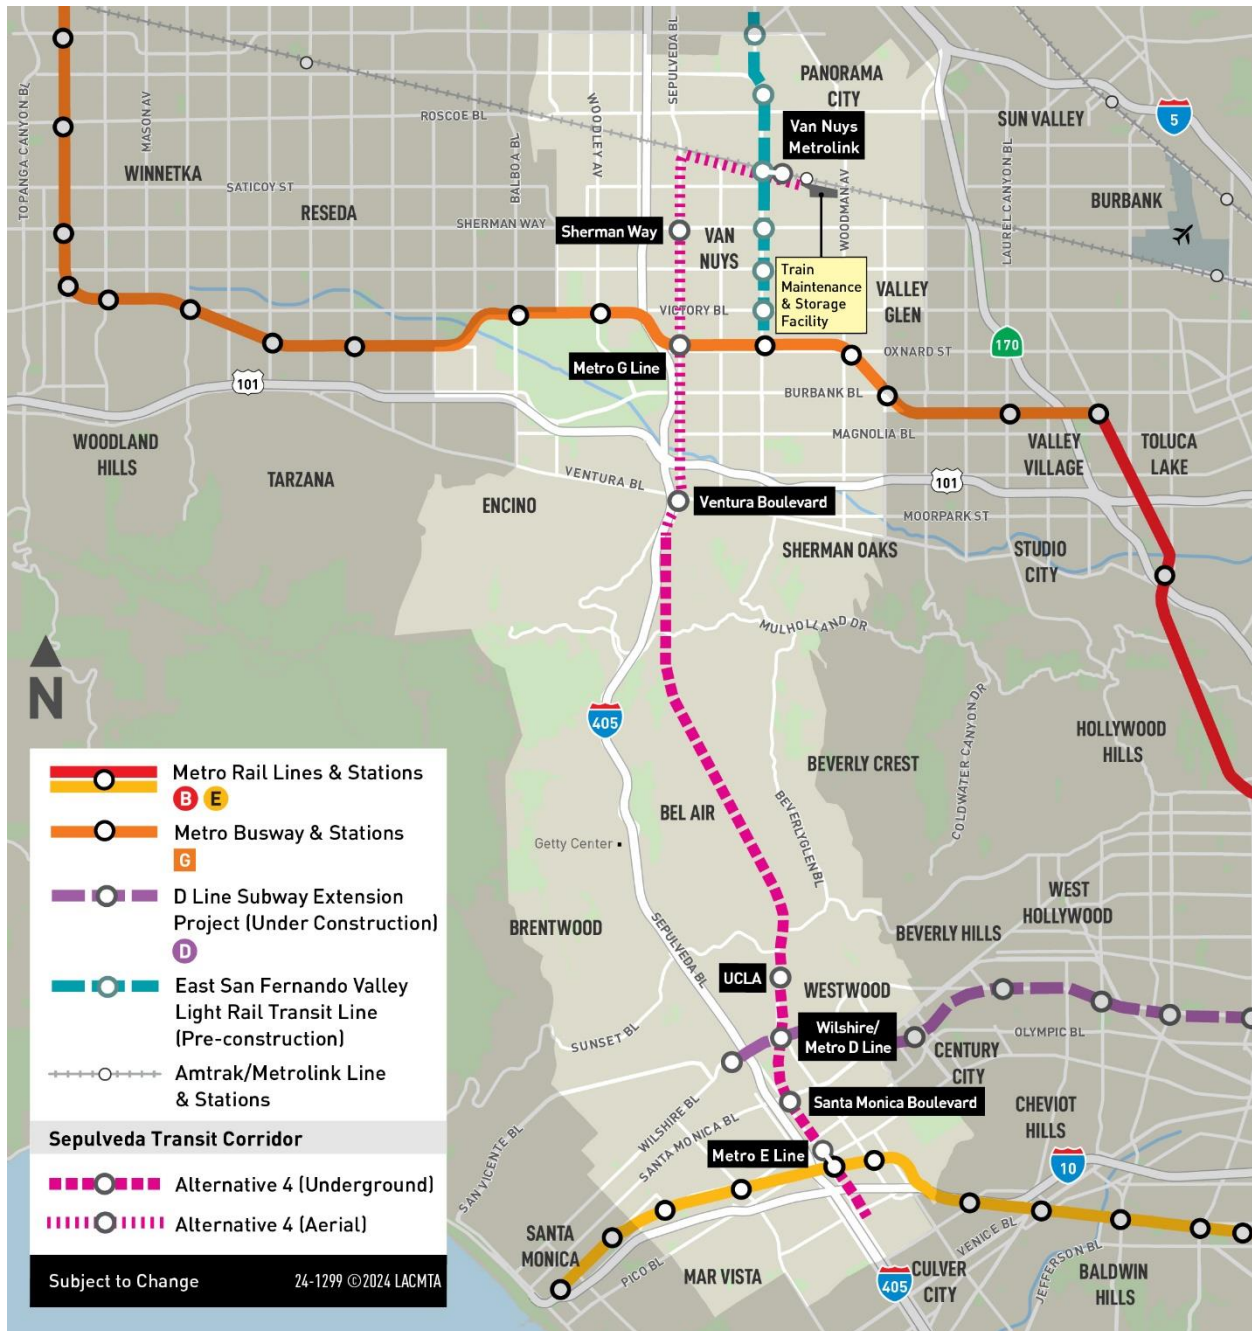 TOPANGA CANYON BL
MASON AV
WINNETKA
SATICOY ST
RESEDA
ROSCOE BL
BALBOA BL
SHERMAN WAY
WOODLEY AV
SEPULVEDA BL
PANORAMA
CITY
Van Nuys
Metrolink
SUN VALLEY
5
LAUREL CANYON BL
BURBANK
WOODMAN AV
Sherman Way
VAN
NUYS
Train
Maintenance
& Storage
Facility
VALLEY
GLEN
VICTORY BL
170
OXNARD ST
Metro G Line
BURBANK BL
101
MAGNOLIA BL
WOODLAND
HILLS
TARZANA
VENTURA BL
VALLEY
VILLAGE
TOLUCA
LAKE
101
ENCINO
Ventura Boulevard
MOORPARK ST
SHERMAN OAKS
STUDIO
CITY
MULHOLLAND DR
N
405
COLDWATER CANYON DR
HOLLYWOOD
HILLS
BEVERLY CREST
BEL AIR
BEVERLYGLEN BL
Getty Center
WEST
HOLLYWOOD
BRENTWOOD
SEPULVEDA BL
BEVERLY HILLS
UCLA
WESTWOOD
SUNSET BL
Wilshire/
Metro D Line
OLYMPIC BL
CENTURY
CITY
WILSHIRE BL
Santa Monica Boulevard
CHEVIOT
HILLS
SANTA MONICA BL
SAN VICENTE BL
Metro E Line
10
SANTA
MONICA
VENICE BL
PICO BL
MAR VISTA
JEFFERSON BL
405
CULVER
CITY
BALDWIN
HILLS
Metro Rail Lines & Stations
B E
Metro Busway & Stations
G
D Line Subway Extension
Project (Under Construction)
D
East San Fernando Valley
Light Rail Transit Line
(Pre-construction)
Amtrak/Metrolink Line
& Stations
Sepulveda Transit Corridor
Alternative 4 (Underground)
Alternative 4 (Aerial)
Subject to Change 24-1299 ©2024 LACMTA